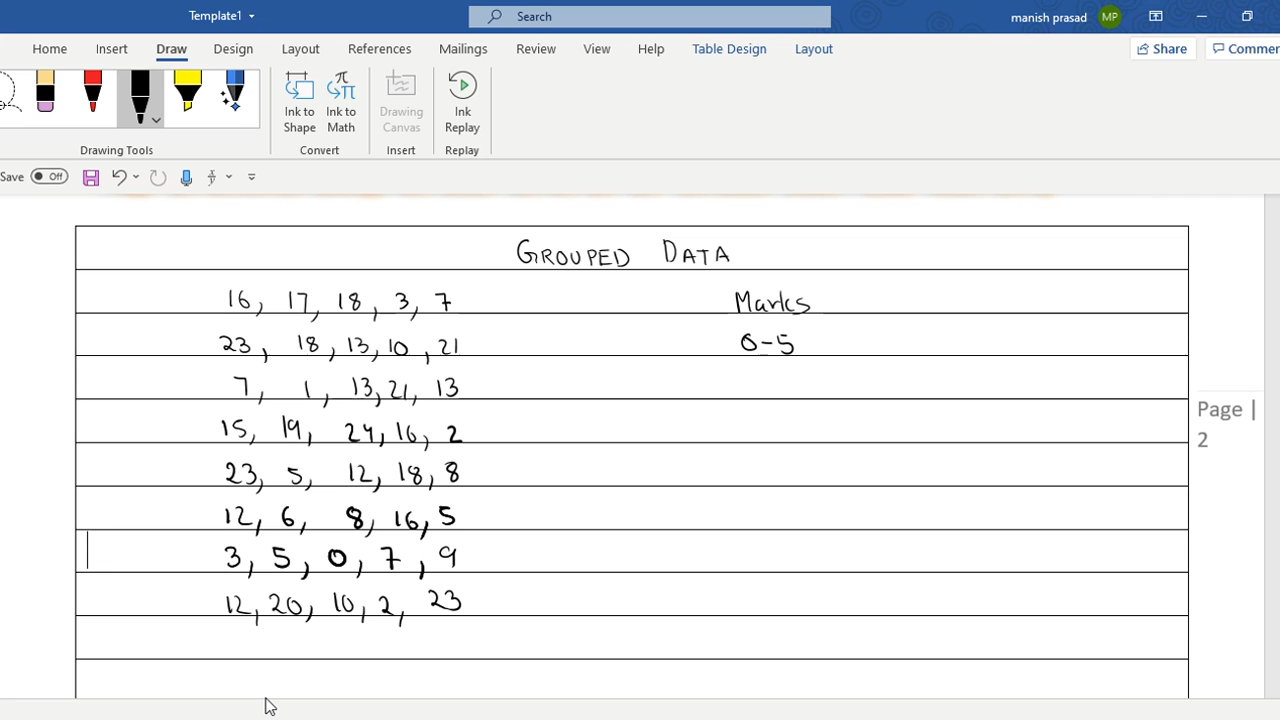 Template1
Search
manish prasad
MP
Home Insert Draw Design Layout References Mailings Review View Help Table Design Layout
Share
Commer
Ink to Shape
Ink to Math
Drawing Canvas
Ink Replay
Drawing Tools
Convert
Insert
Replay
Save Off
GROUPED DATA
16, 17, 18, 3, 7
Marks
23, 18, 13, 10, 21
0-5
7, 1, 13, 21, 13
15, 19, 24, 16, 2
23, 5, 12, 18, 8
12, 6, 8, 16, 5
3, 5, 0, 7, 9
12, 20, 10, 2, 23
Page |
2